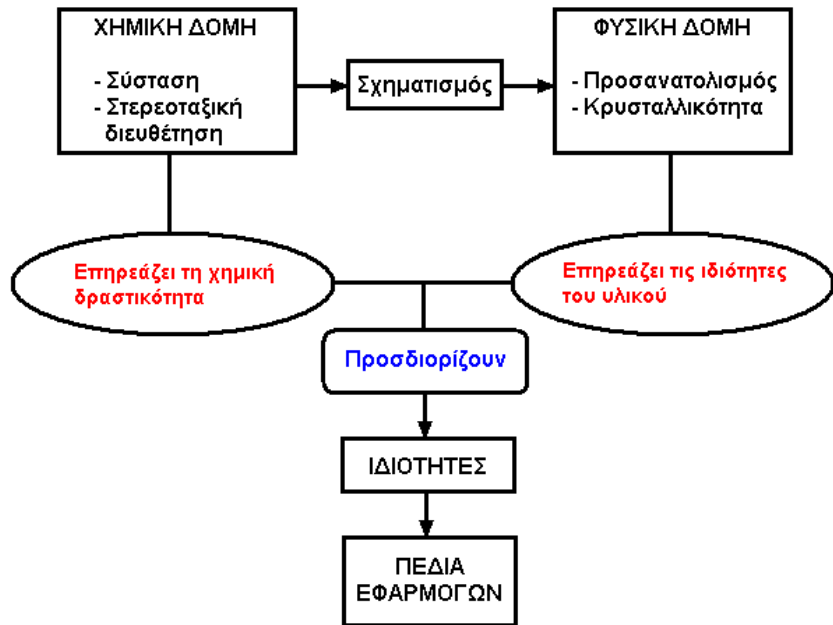 ΧΗΜΙΚΗ ΔΟΜΗ
- Σύσταση
- Στερεοταξική
διευθέτηση
Σχηματισμός
ΦΥΣΙΚΗ ΔΟΜΗ
- Προσανατολισμός
- Κρυσταλλικότητα
Επηρεάζει τη χημική
δραστικότητα
Επηρεάζει τις ιδιότητες
του υλικού
Προσδιορίζουν
ΙΔΙΟΤΗΤΕΣ
ΠΕΔΙΑ
ΕΦΑΡΜΟΓΩΝ